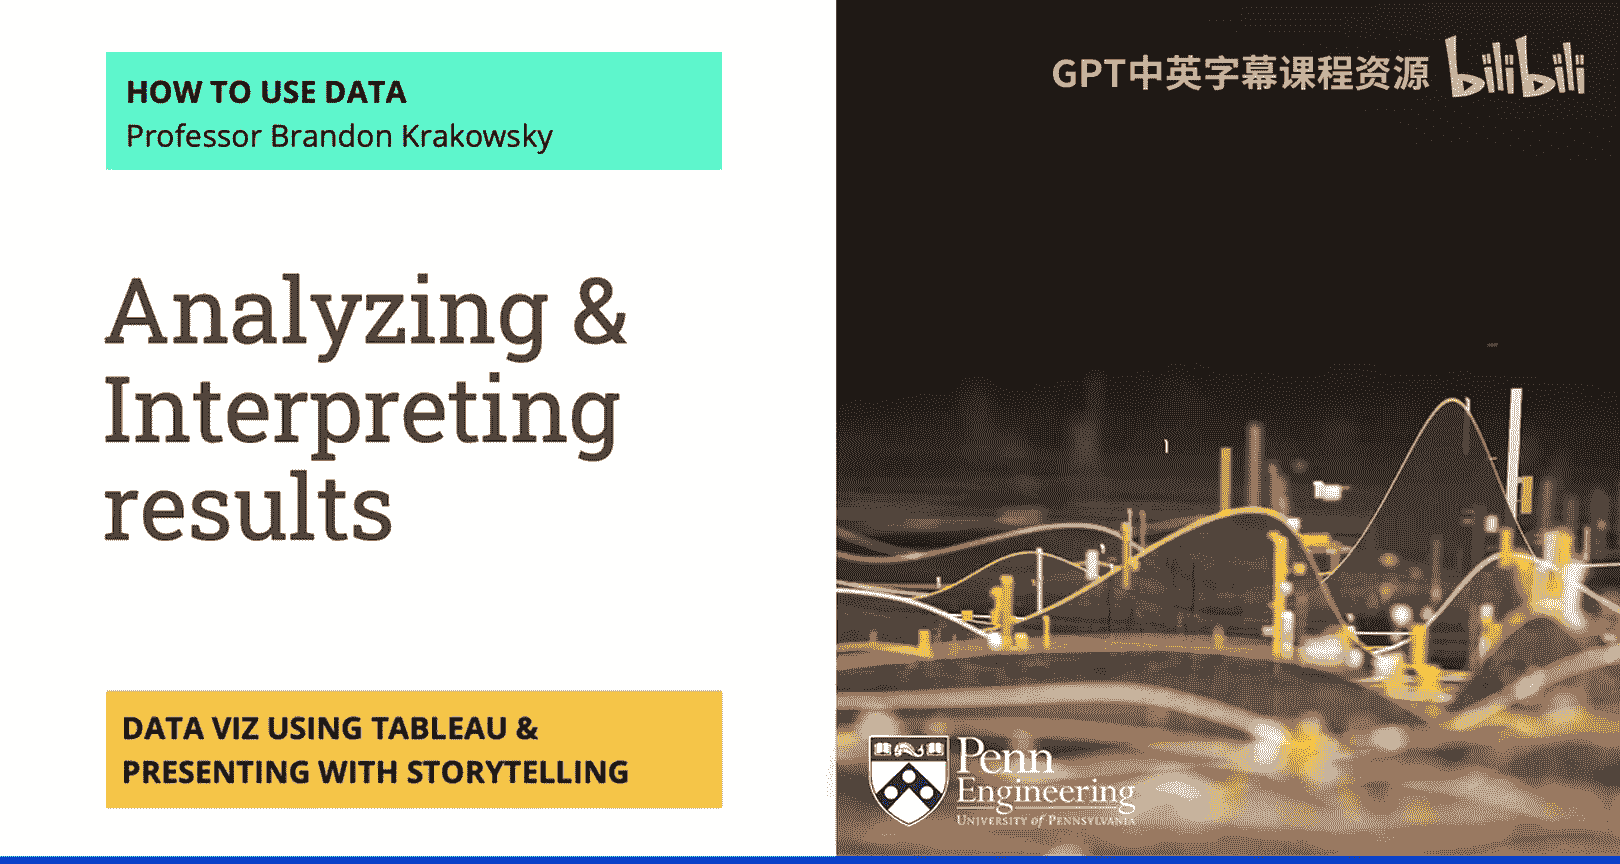 HOW TO USE DATA
Professor Brandon Krakowsky
Analyzing &
Interpreting
results
DATA VIZ USING TABLEAU &
PRESENTING WITH STORYTELLING
GPT中英字幕课程资源 bilibili
Penn
Engineering
UNIVERSITY of PENNSYLVANIA